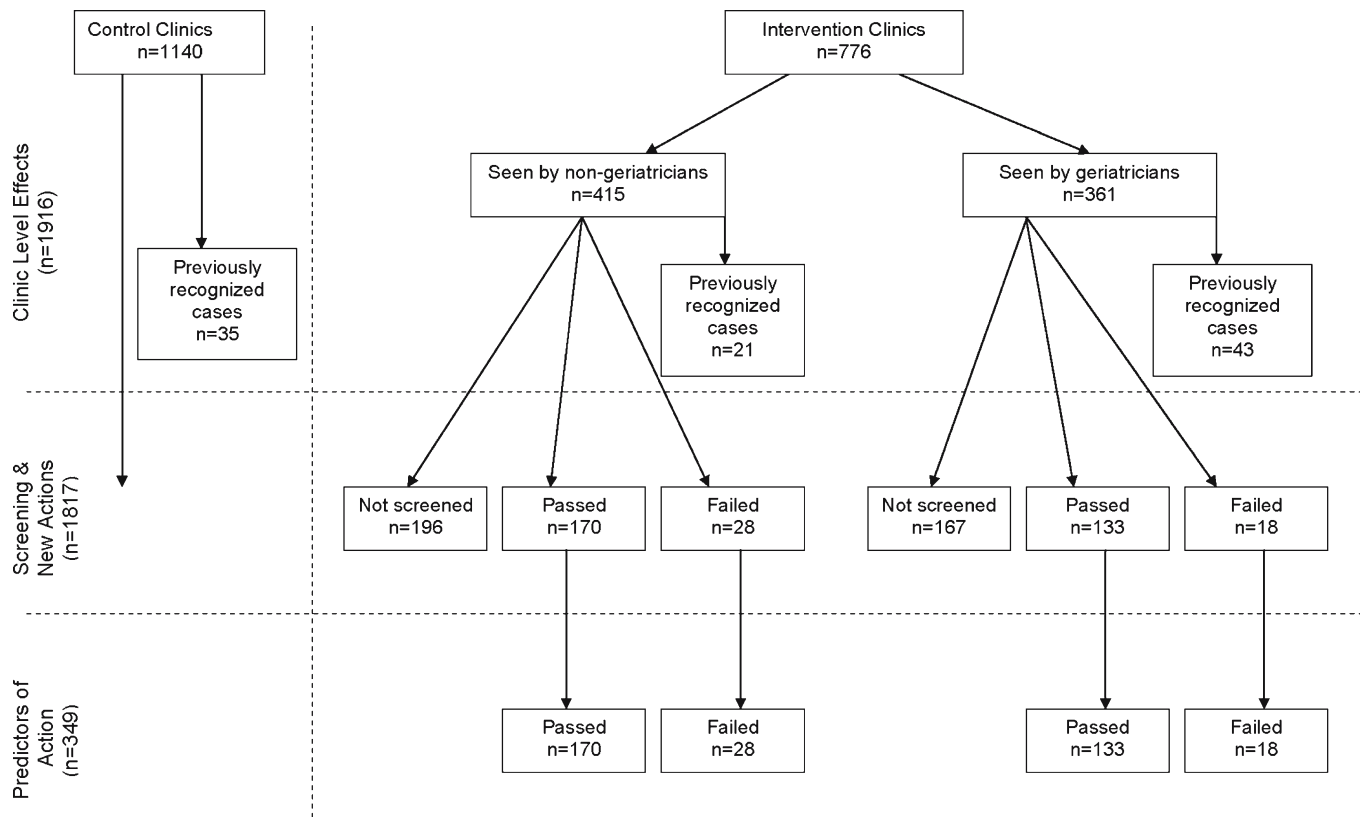 Control Clinics
n=1140
Intervention Clinics
n=776
Clinic Level Effects
(n=1916)
Seen by non-geriatricians
n=415
Seen by geriatricians
n=361
Previously
recognized
cases
n=35
Previously
recognized
cases
n=21
Previously
recognized
cases
n=43
Screening &
New Actions
(n=1817)
Not screened
n=196
Passed
n=170
Failed
n=28
Not screened
n=167
Passed
n=133
Failed
n=18
Predictors of
Action
(n=349)
Passed
n=170
Failed
n=28
Passed
n=133
Failed
n=18